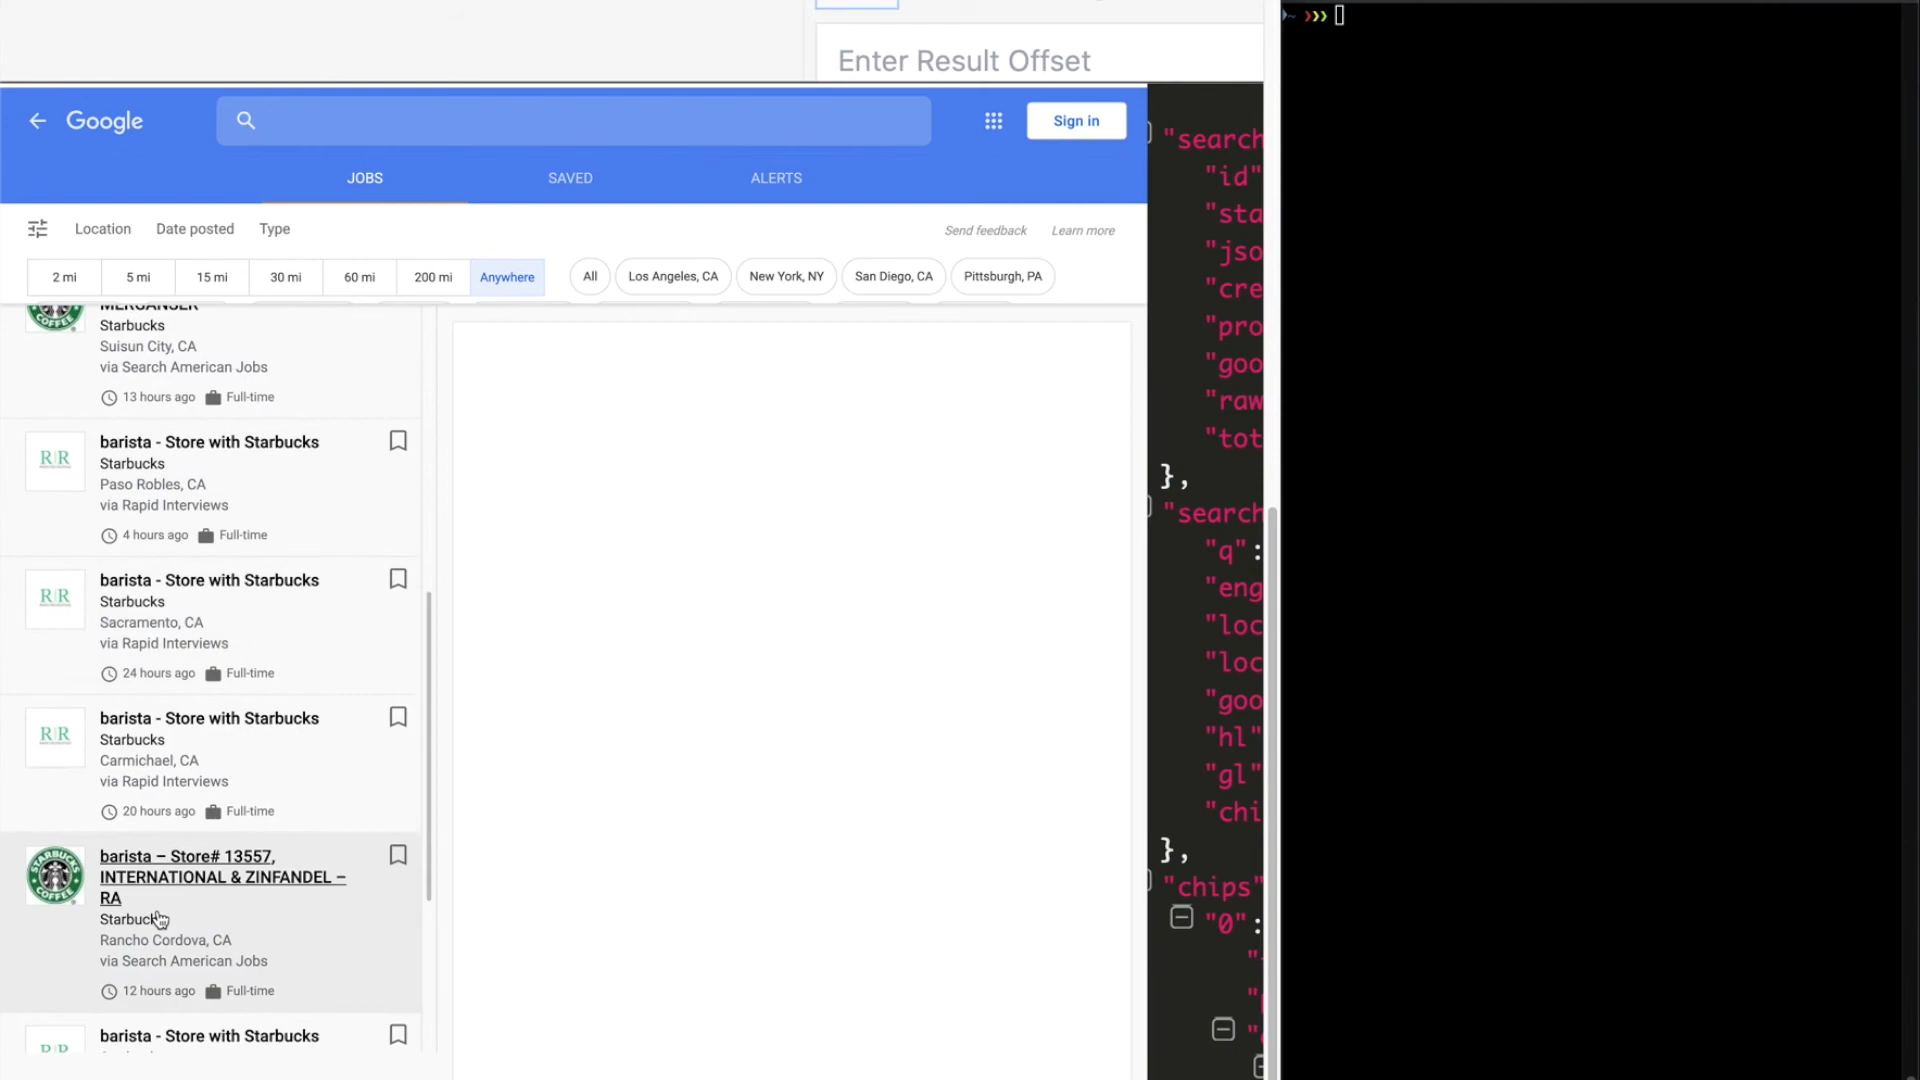 Enter Result Offset
~ ❯❯❯
Google
Sign in
JOBS SAVED ALERTS
Location Date posted Type Send feedback Learn more
2 mi 5 mi 15 mi 30 mi 60 mi 200 mi Anywhere All Los Angeles, CA New York, NY San Diego, CA Pittsburgh, PA
MERGANSER
Starbucks
Suisun City, CA
via Search American Jobs
13 hours ago Full-time
R|R
barista - Store with Starbucks
Starbucks
Paso Robles, CA
via Rapid Interviews
4 hours ago Full-time
R|R
barista - Store with Starbucks
Starbucks
Sacramento, CA
via Rapid Interviews
24 hours ago Full-time
R|R
barista - Store with Starbucks
Starbucks
Carmichael, CA
via Rapid Interviews
20 hours ago Full-time
STARBUCKS COFFEE
barista – Store# 13557,
INTERNATIONAL & ZINFANDEL –
RA
Starbucks
Rancho Cordova, CA
via Search American Jobs
12 hours ago Full-time
barista - Store with Starbucks
"search
"id"
"sta
"jso
"cre
"pro
"goo
"raw
"tot
},
"search
"q":
"eng
"loc
"loc
"goo
"hl"
"gl"
"chi
},
"chips"
"0":